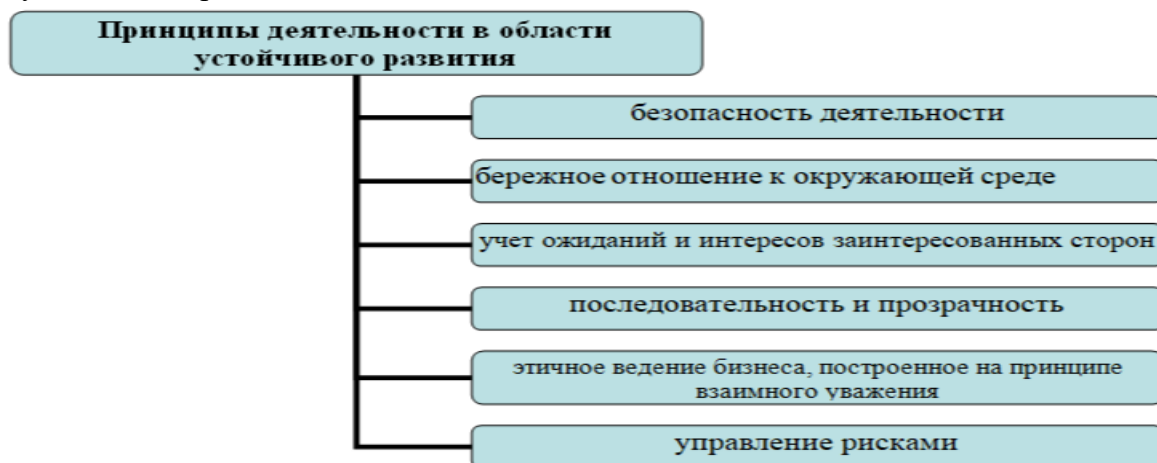 Принципы деятельности в области
устойчивого развития
безопасность деятельности
бережное отношение к окружающей среде
учет ожиданий и интересов заинтересованных сторон
последовательность и прозрачность
этичное ведение бизнеса, построенное на принципе
взаимного уважения
управление рисками